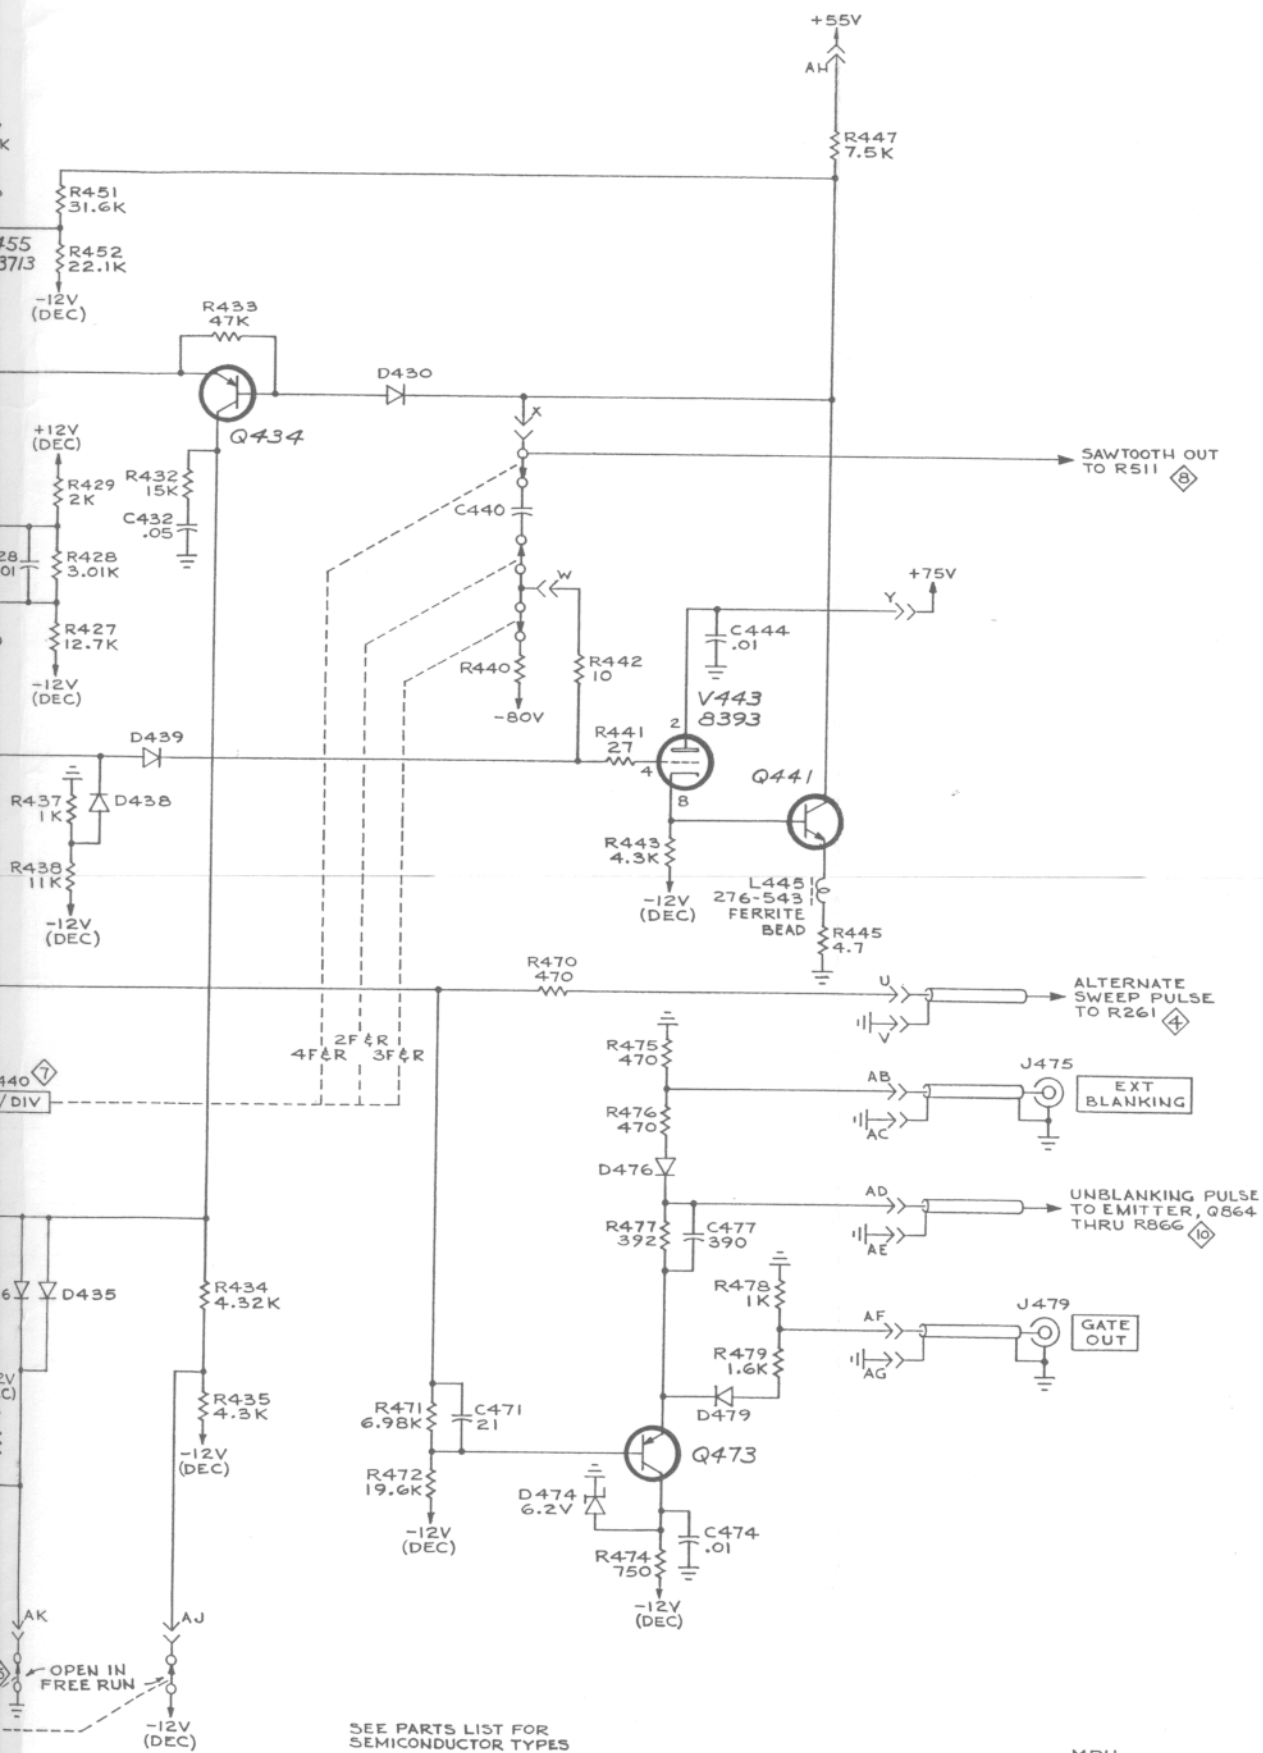 +55V
AH
R447
7.5K
K
R451
31.6K
455
3713
R452
22.1K
-12V
(DEC)
R433
47K
D430
Q434
X
+12V
(DEC)
R429
2K
R432
15K
C432
.05
C440
SAWTOOTH OUT
TO R511 8
28
01
R428
3.01K
W
+75V
Y
R427
12.7K
-12V
(DEC)
R440
-80V
R442
10
C444
.01
V443
8393
2
4
8
R441
27
D439
Q441
R437
1K
D438
R438
11K
-12V
(DEC)
R443
4.3K
-12V
(DEC)
L445
276-543
FERRITE
BEAD
R445
4.7
R470
470
U
V
ALTERNATE
SWEEP PULSE
TO R261 4
4F&R
2F&R
3F&R
R475
470
440 7
/DIV
AB
AC
J475
EXT
BLANKING
R476
470
D476
AD
AE
UNBLANKING PULSE
TO EMITTER, Q864
THRU R866 10
R477
392
C477
390
6
D435
R434
4.32K
R478
1K
AF
AG
J479
GATE
OUT
R479
1.6K
D479
2V
C)
R435
4.3K
-12V
(DEC)
R471
6.98K
C471
21
Q473
R472
19.6K
-12V
(DEC)
D474
6.2V
C474
.01
R474
750
-12V
(DEC)
AK
AJ
OPEN IN
FREE RUN
-12V
(DEC)
SEE PARTS LIST FOR
SEMICONDUCTOR TYPES